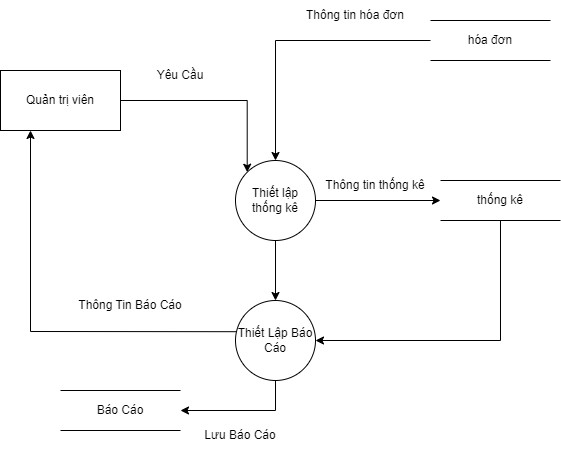 Thông tin hóa đơn
hóa đơn
Yêu Cầu
Quản trị viên
Thiết lập
thống kê
Thông tin thống kê
thống kê
Thông Tin Báo Cáo
Thiết Lập Báo
Cáo
Báo Cáo
Lưu Báo Cáo